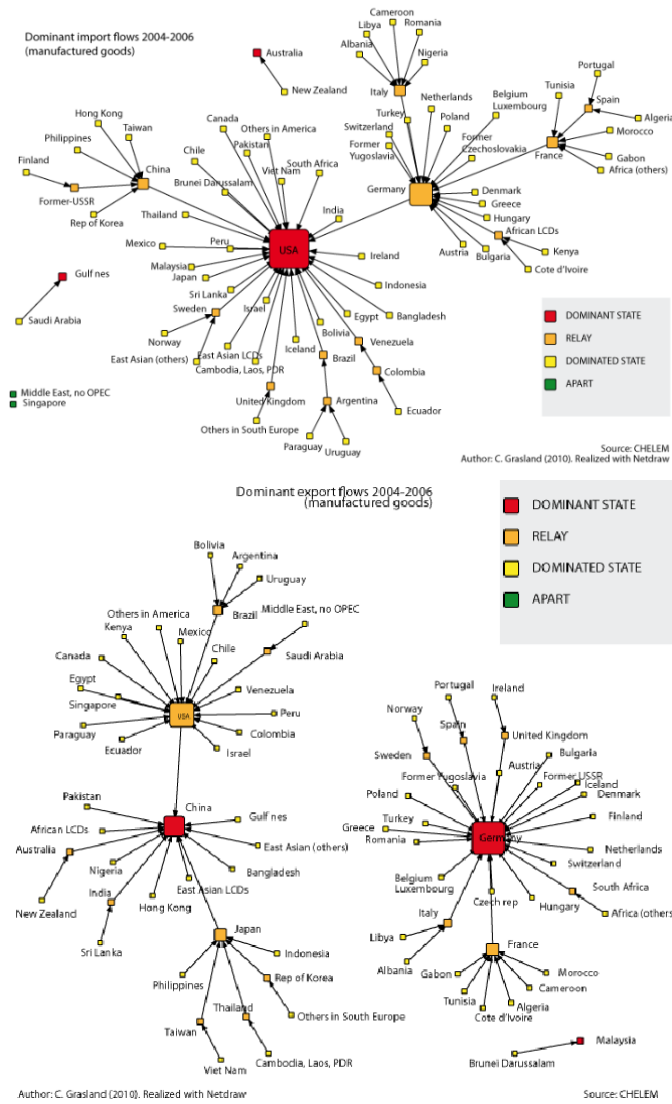 Dominant import flows 2004-2006
(manufactured goods)
Australia
New Zealand
Cameroon
Libya
Romania
Albania
Nigeria
Italy
Portugal
Tunisia
Spain
Algeria
Morocco
France
Gabon
Africa (others)
Netherlands
Belgium
Luxembourg
Turkey
Switzerland
Poland
Former
Yugoslavia
Former
Czechoslovakia
Germany
Denmark
Greece
Hungary
African LCDs
Kenya
Cote d'Ivoire
Bulgaria
Austria
Hong Kong
Taiwan
Philippines
Finland
China
Former-USSR
Rep of Korea
Canada
Others in America
Pakistan
Chile
Viet Nam
South Africa
Brunei Darussalam
India
Thailand
Mexico
Peru
USA
Ireland
Malaysia
Japan
Indonesia
Sri Lanka
Israel
Sweden
Egypt
Bangladesh
Gulf nes
Saudi Arabia
Norway
East Asian (others)
East Asian LCDs
Cambodia, Laos, PDR
Iceland
Bolivia
Brazil
Venezuela
Colombia
Ecuador
United Kingdom
Argentina
Others in South Europe
Paraguay
Uruguay
Middle East, no OPEC
Singapore
DOMINANT STATE
RELAY
DOMINATED STATE
APART
Source: CHELEM
Author: C. Grasland (2010). Realized with Netdraw
Dominant export flows 2004-2006
(manufactured goods)
DOMINANT STATE
RELAY
DOMINATED STATE
APART
Bolivia
Argentina
Uruguay
Brazil
Middle East, no OPEC
Others in America
Kenya
Mexico
Saudi Arabia
Canada
Chile
Egypt
Singapore
Venezuela
USA
Peru
Paraguay
Colombia
Ecuador
Israel
Pakistan
China
Gulf nes
African LCDs
East Asian (others)
Australia
Nigeria
Bangladesh
India
East Asian LCDs
Hong Kong
New Zealand
Sri Lanka
Japan
Indonesia
Philippines
Rep of Korea
Thailand
Others in South Europe
Taiwan
Viet Nam
Cambodia, Laos, PDR
Ireland
Portugal
Norway
Spain
United Kingdom
Sweden
Austria
Bulgaria
Former Yugoslavia
Former USSR
Iceland
Poland
Denmark
Turkey
Finland
Greece
Germany
Romania
Netherlands
Switzerland
Belgium
Luxembourg
South Africa
Czech rep
Hungary
Africa (others
Italy
Libya
France
Albania
Gabon
Morocco
Cameroon
Tunisia
Algeria
Cote d'Ivoire
Malaysia
Brunei Darussalam
Author: C. Grasland (2010). Realized with Netdraw
Source: CHELEM